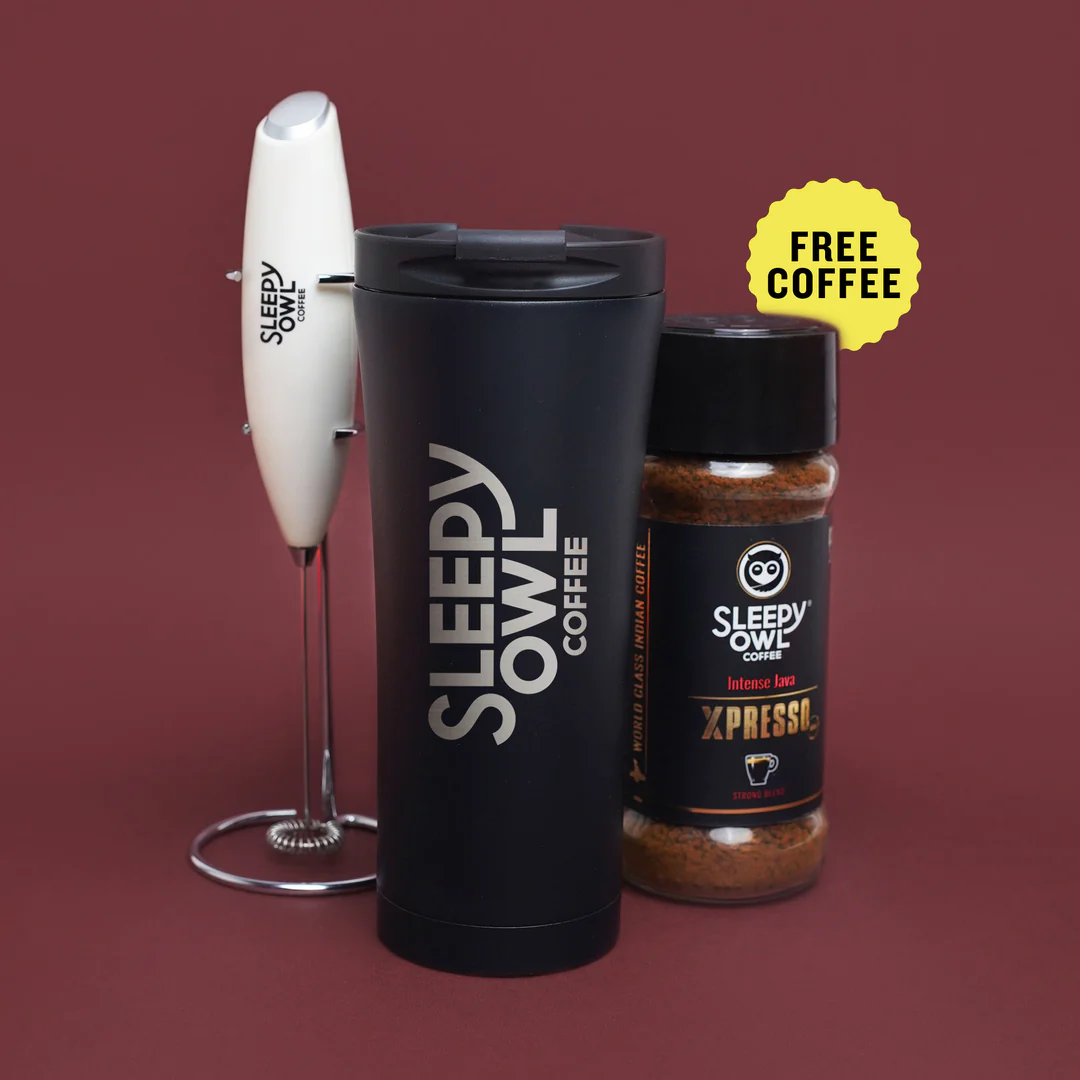 SLEEPY
OWL
COFFEE
SLEEPY
OWL
COFFEE
FREE
COFFEE
WORLD CLASS INDIAN COFFEE
SLEEPY®
OWL
COFFEE
Intense Java
XPRESSO
STRONG BLEND